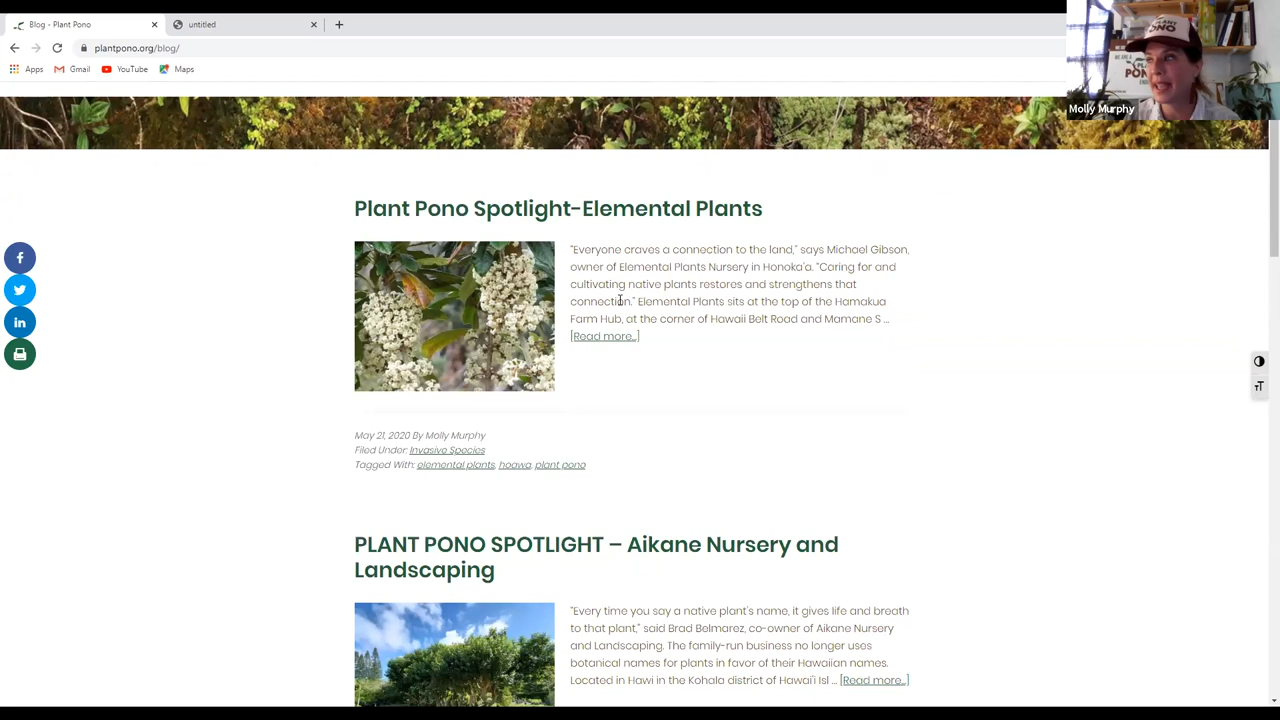 Blog - Plant Pono
untitled
plantpono.org/blog/
Apps Gmail YouTube Maps
PLANT
PONO
WE ARE A
Molly Murphy
Plant Pono Spotlight-Elemental Plants
"Everyone craves a connection to the land," says Michael Gibson,
owner of Elemental Plants Nursery in Honoka'a. "Caring for and
cultivating native plants restores and strengthens that
connection." Elemental Plants sits at the top of the Hamakua
Farm Hub, at the corner of Hawaii Belt Road and Mamane S ...
[Read more...]
May 21, 2020 By Molly Murphy
Filed Under: Invasive Species
Tagged With: elemental plants, hoawa, plant pono
PLANT PONO SPOTLIGHT – Aikane Nursery and
Landscaping
"Every time you say a native plant's name, it gives life and breath
to that plant," said Brad Belmarez, co-owner of Aikane Nursery
and Landscaping. The family-run business no longer uses
botanical names for plants in favor of their Hawaiian names.
Located in Hawi in the Kohala district of Hawai'i Isl ... [Read more...]